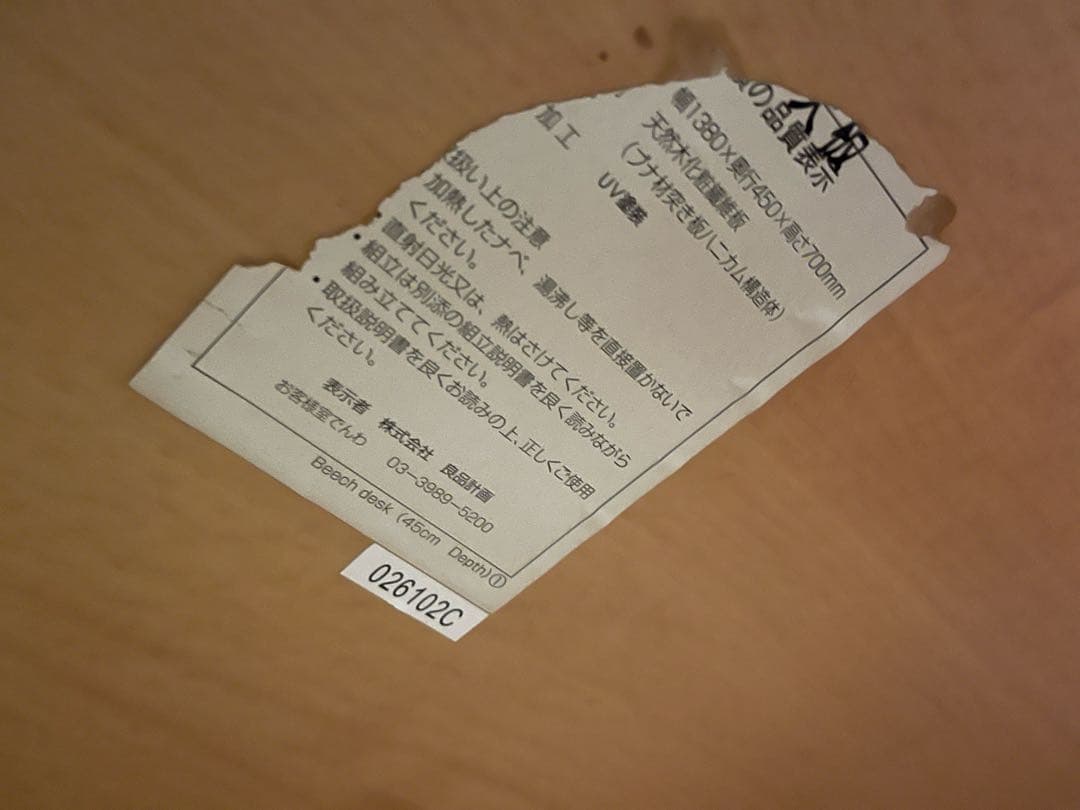 天板
の品質表示
幅1380×奥行450×高さ700mm
天然木化粧繊維板
(ブナ材突き板ハニカム構造体)
加工
UV塗装
扱い上の注意
加熱したナベ、湯沸し等を直接置かないで
ください。
直射日光又は、熱はさけてください。
・組立は別添の組立説明書を良く読みながら
組み立ててください。
・取扱説明書を良くお読みの上、正しくご使用
ください。
表示者 株式会社 良品計画
お客様室でんわ 03-3989-5200
Beech desk (45cm Depth)①
026102C